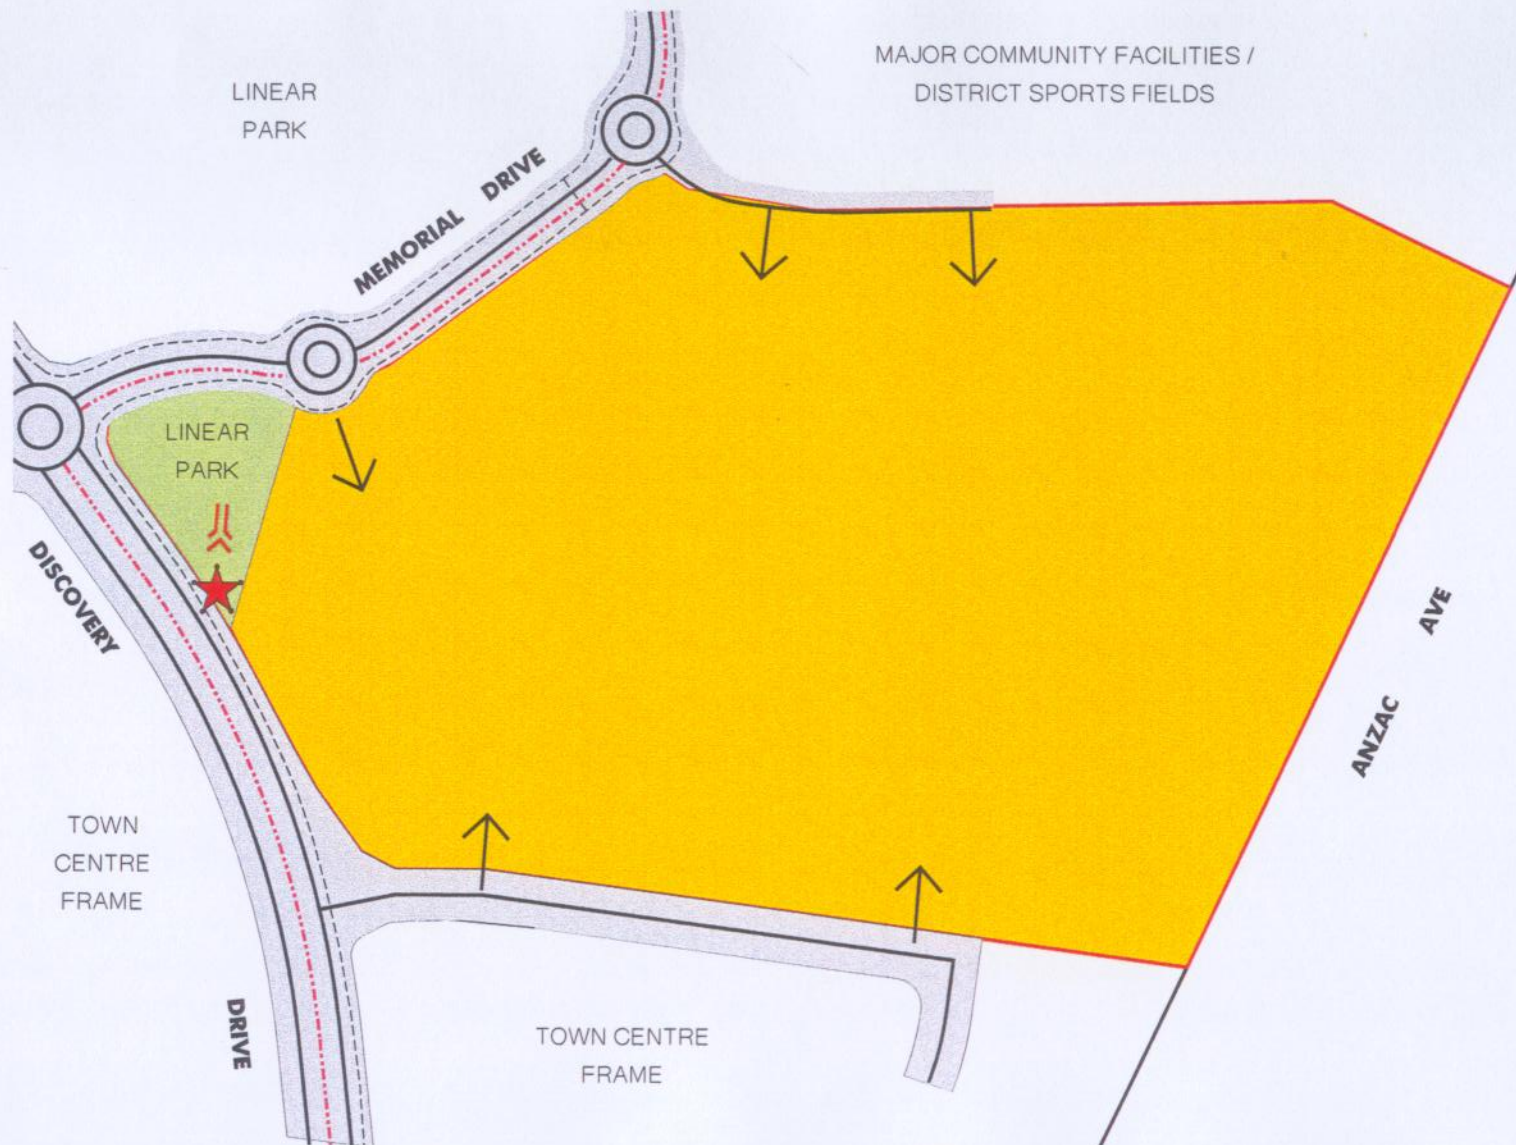 MAJOR COMMUNITY FACILITIES /
DISTRICT SPORTS FIELDS
LINEAR
PARK
MEMORIAL DRIVE
LINEAR
PARK
DISCOVERY
DRIVE
ANZAC AVE
TOWN
CENTRE
FRAME
TOWN CENTRE
FRAME